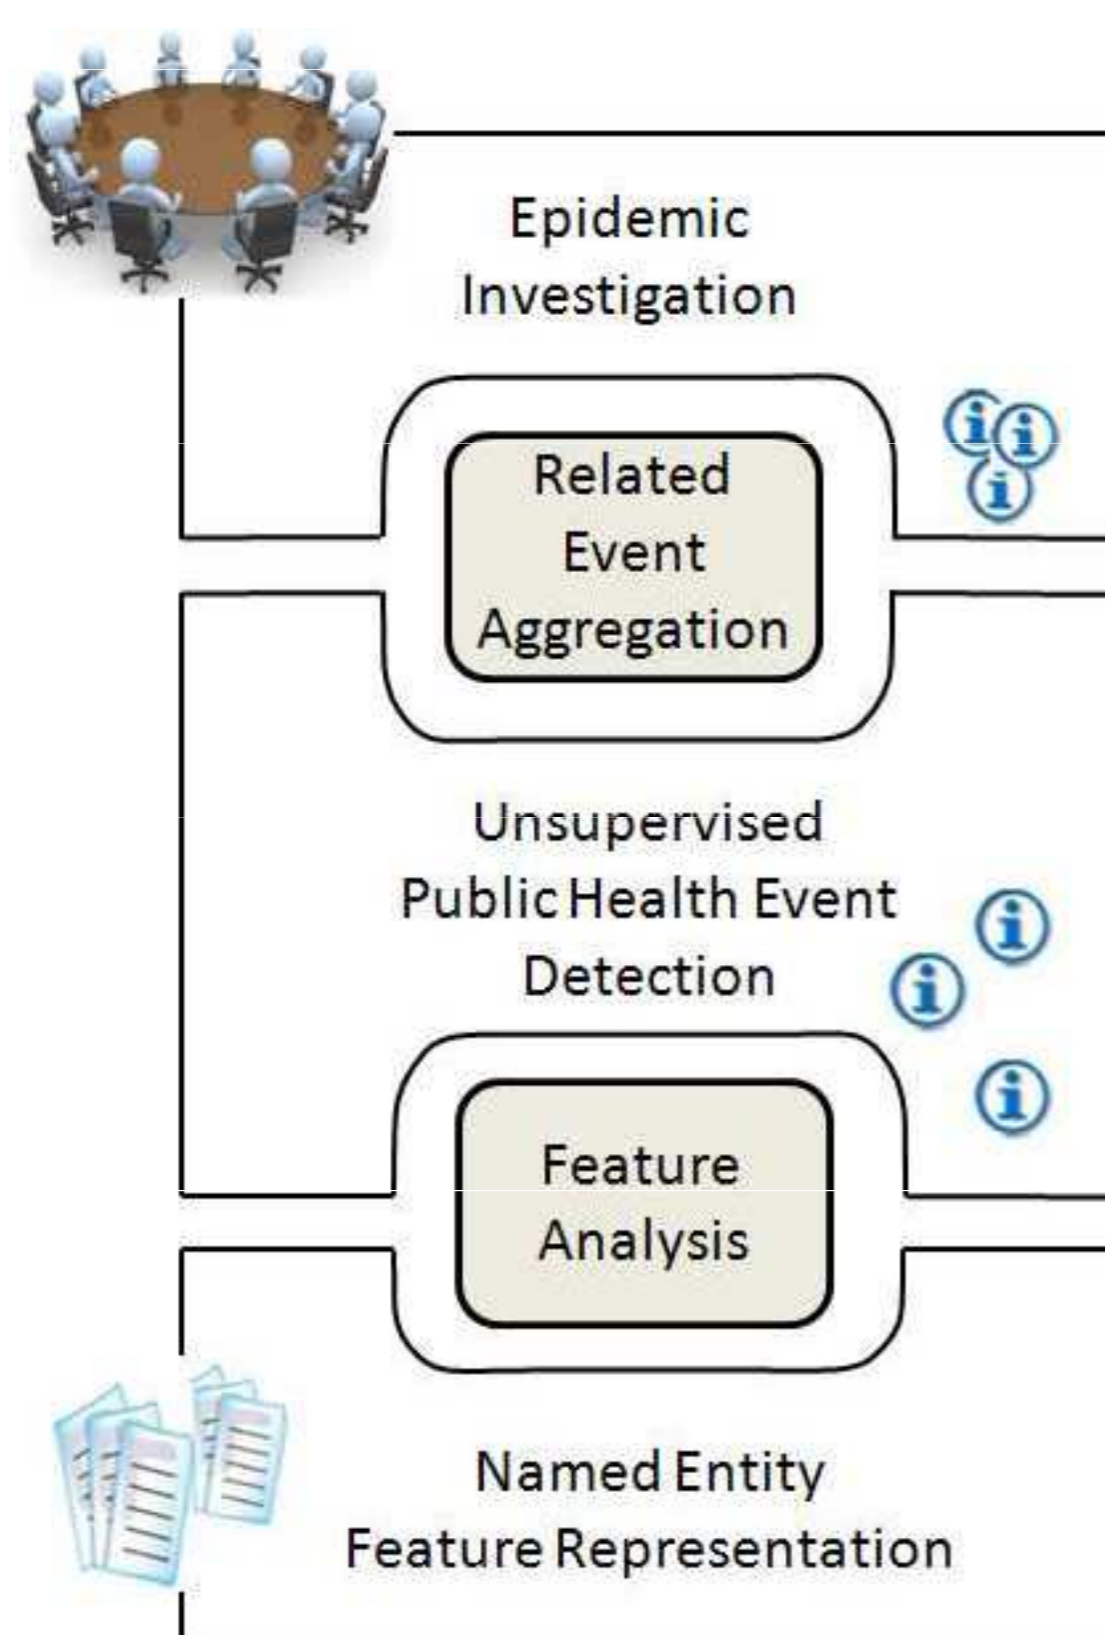 Epidemic
Investigation
Related
Event
Aggregation
Unsupervised
Public Health Event
Detection
Feature
Analysis
Named Entity
Feature Representation